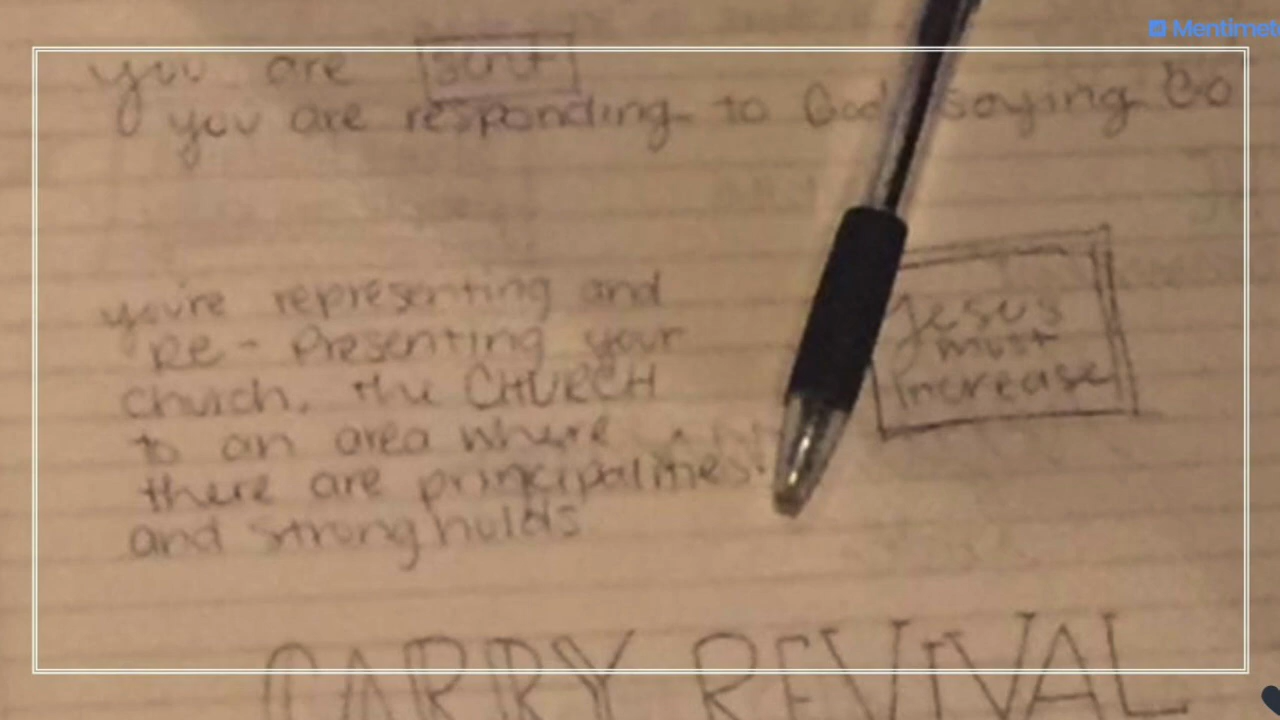 Mentimet
you are sent
you are responding to God saying Go
you're representing and
Re-Presenting your
church, the CHURCH
to an area where
there are principalities
and strongholds
Jesus
must
increase
CARRY REVIVAL